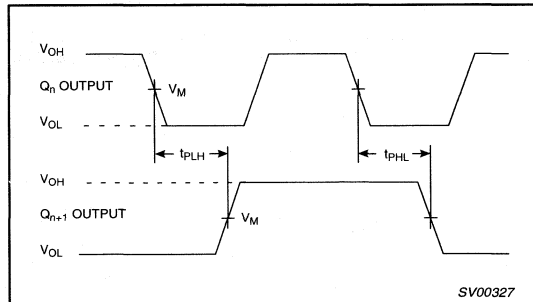 VOH
Qn OUTPUT
VM
VOL
tPLH
tPHL
VOH
Qn+1 OUTPUT
VM
VOL
SV00327